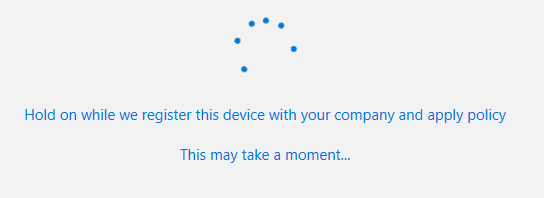 Hold on while we register this device with your company and apply policy
This may take a moment...